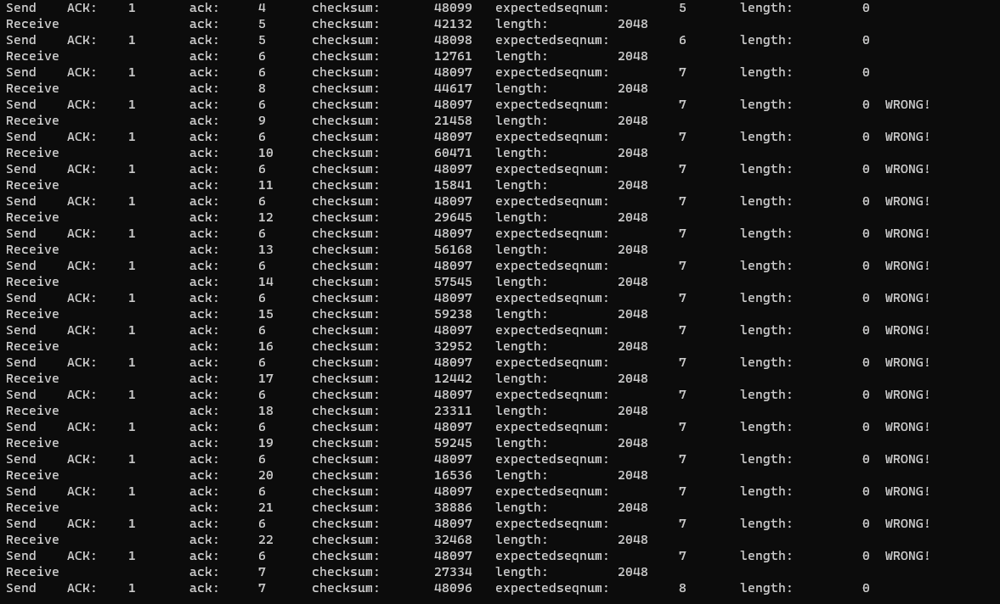 Send ACK: 1 ack: 4 checksum: 48099 expectedseqnum: 5 length: 0
Receive ack: 5 checksum: 42132 length: 2048
Send ACK: 1 ack: 5 checksum: 48098 expectedseqnum: 6 length: 0
Receive ack: 6 checksum: 12761 length: 2048
Send ACK: 1 ack: 6 checksum: 48097 expectedseqnum: 7 length: 0
Receive ack: 8 checksum: 44617 length: 2048
Send ACK: 1 ack: 6 checksum: 48097 expectedseqnum: 7 length: 0 WRONG!
Receive ack: 9 checksum: 21458 length: 2048
Send ACK: 1 ack: 6 checksum: 48097 expectedseqnum: 7 length: 0 WRONG!
Receive ack: 10 checksum: 60471 length: 2048
Send ACK: 1 ack: 6 checksum: 48097 expectedseqnum: 7 length: 0 WRONG!
Receive ack: 11 checksum: 15841 length: 2048
Send ACK: 1 ack: 6 checksum: 48097 expectedseqnum: 7 length: 0 WRONG!
Receive ack: 12 checksum: 29645 length: 2048
Send ACK: 1 ack: 6 checksum: 48097 expectedseqnum: 7 length: 0 WRONG!
Receive ack: 13 checksum: 56168 length: 2048
Send ACK: 1 ack: 6 checksum: 48097 expectedseqnum: 7 length: 0 WRONG!
Receive ack: 14 checksum: 57545 length: 2048
Send ACK: 1 ack: 6 checksum: 48097 expectedseqnum: 7 length: 0 WRONG!
Receive ack: 15 checksum: 59238 length: 2048
Send ACK: 1 ack: 6 checksum: 48097 expectedseqnum: 7 length: 0 WRONG!
Receive ack: 16 checksum: 32952 length: 2048
Send ACK: 1 ack: 6 checksum: 48097 expectedseqnum: 7 length: 0 WRONG!
Receive ack: 17 checksum: 12442 length: 2048
Send ACK: 1 ack: 6 checksum: 48097 expectedseqnum: 7 length: 0 WRONG!
Receive ack: 18 checksum: 23311 length: 2048
Send ACK: 1 ack: 6 checksum: 48097 expectedseqnum: 7 length: 0 WRONG!
Receive ack: 19 checksum: 59245 length: 2048
Send ACK: 1 ack: 6 checksum: 48097 expectedseqnum: 7 length: 0 WRONG!
Receive ack: 20 checksum: 16536 length: 2048
Send ACK: 1 ack: 6 checksum: 48097 expectedseqnum: 7 length: 0 WRONG!
Receive ack: 21 checksum: 38886 length: 2048
Send ACK: 1 ack: 6 checksum: 48097 expectedseqnum: 7 length: 0 WRONG!
Receive ack: 22 checksum: 32468 length: 2048
Send ACK: 1 ack: 6 checksum: 48097 expectedseqnum: 7 length: 0 WRONG!
Receive ack: 7 checksum: 27334 length: 2048
Send ACK: 1 ack: 7 checksum: 48096 expectedseqnum: 8 length: 0